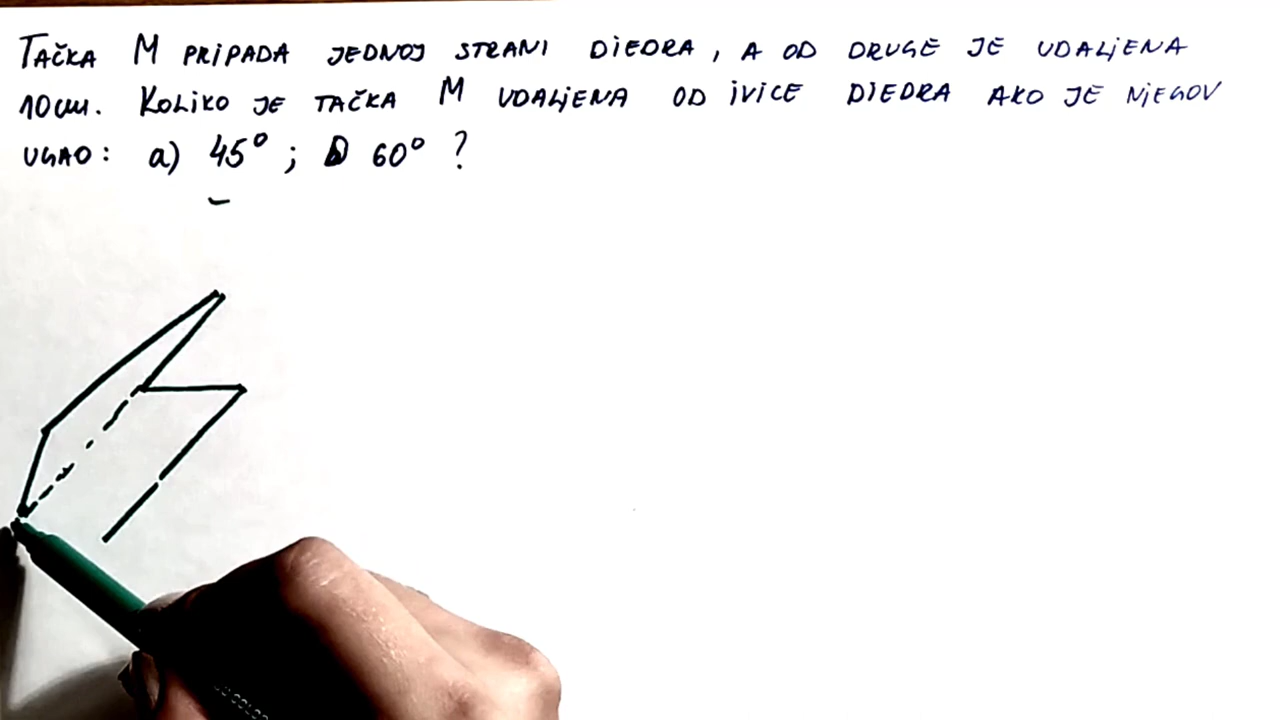 TAČKA M PRIPADA JEDNOJ STRANI DIEDRA, A OD DRUGE JE UDALJENA
10cm. KOLIKO JE TAČKA M UDALJENA OD IVICE DIEDRA AKO JE NJEGOV
UGAO: a) 45° ; 60° ?